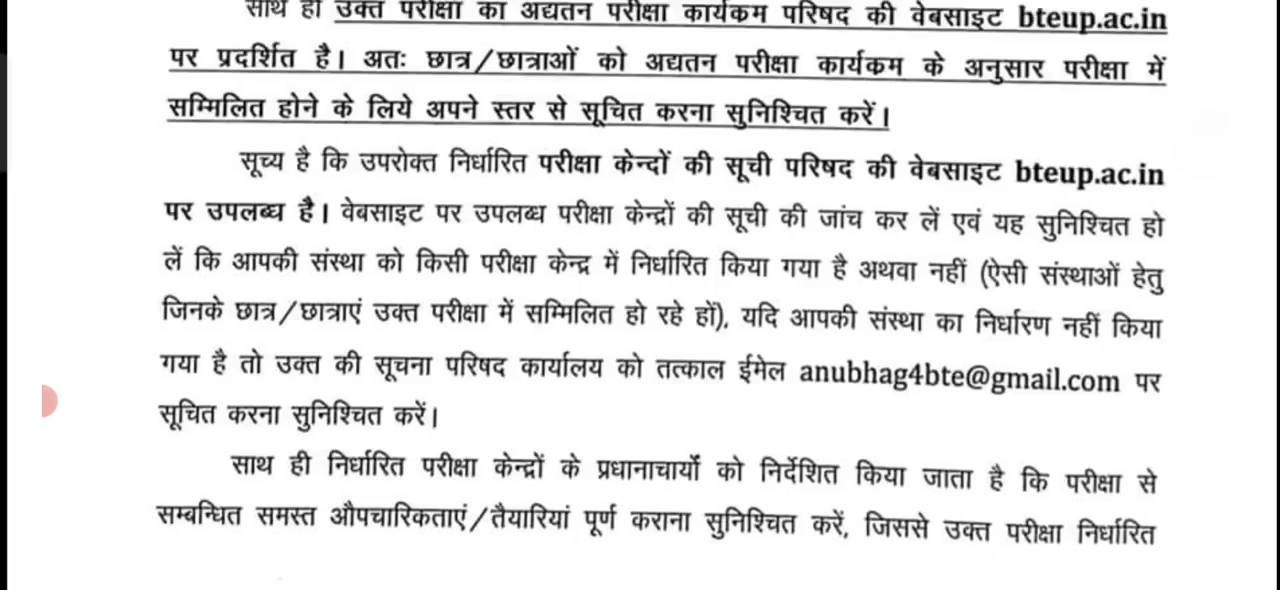 साथ ही उक्त परीक्षा का अद्यतन परीक्षा कार्यकम परिषद की वेबसाइट bteup.ac.in
पर प्रदर्शित है। अतः छात्र/छात्राओं को अद्यतन परीक्षा कार्यकम के अनुसार परीक्षा में
सम्मिलित होने के लिये अपने स्तर से सूचित करना सुनिश्चित करें।
सूच्य है कि उपरोक्त निर्धारित परीक्षा केन्दों की सूची परिषद की वेबसाइट bteup.ac.in
पर उपलब्ध है। वेबसाइट पर उपलब्ध परीक्षा केन्द्रों की सूची की जांच कर लें एवं यह सुनिश्चित हो
लें कि आपकी संस्था को किसी परीक्षा केन्द्र में निर्धारित किया गया है अथवा नहीं (ऐसी संस्थाओं हेतु
जिनके छात्र/छात्राएं उक्त परीक्षा में सम्मिलित हो रहे हों), यदि आपकी संस्था का निर्धारण नहीं किया
गया है तो उक्त की सूचना परिषद कार्यालय को तत्काल ईमेल anubhag4bte@gmail.com पर
सूचित करना सुनिश्चित करें।
साथ ही निर्धारित परीक्षा केन्द्रों के प्रधानाचार्यों को निर्देशित किया जाता है कि परीक्षा से
सम्बन्धित समस्त औपचारिकताएं/तैयारियां पूर्ण कराना सुनिश्चित करें, जिससे उक्त परीक्षा निर्धारित